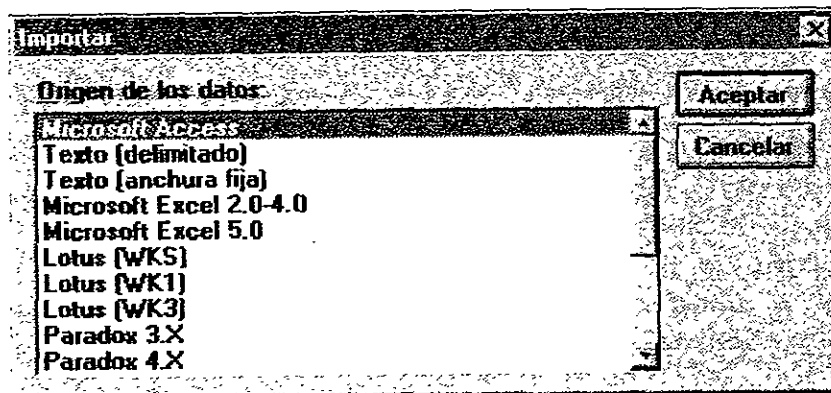 Importar
Origen de los datos:
Microsoft Access
Texto (delimitado)
Texto (anchura fija)
Microsoft Excel 2.0-4.0
Microsoft Excel 5.0
Lotus (WKS)
Lotus (WK1)
Lotus (WK3)
Paradox 3.X
Paradox 4.X
Aceptar
Cancelar